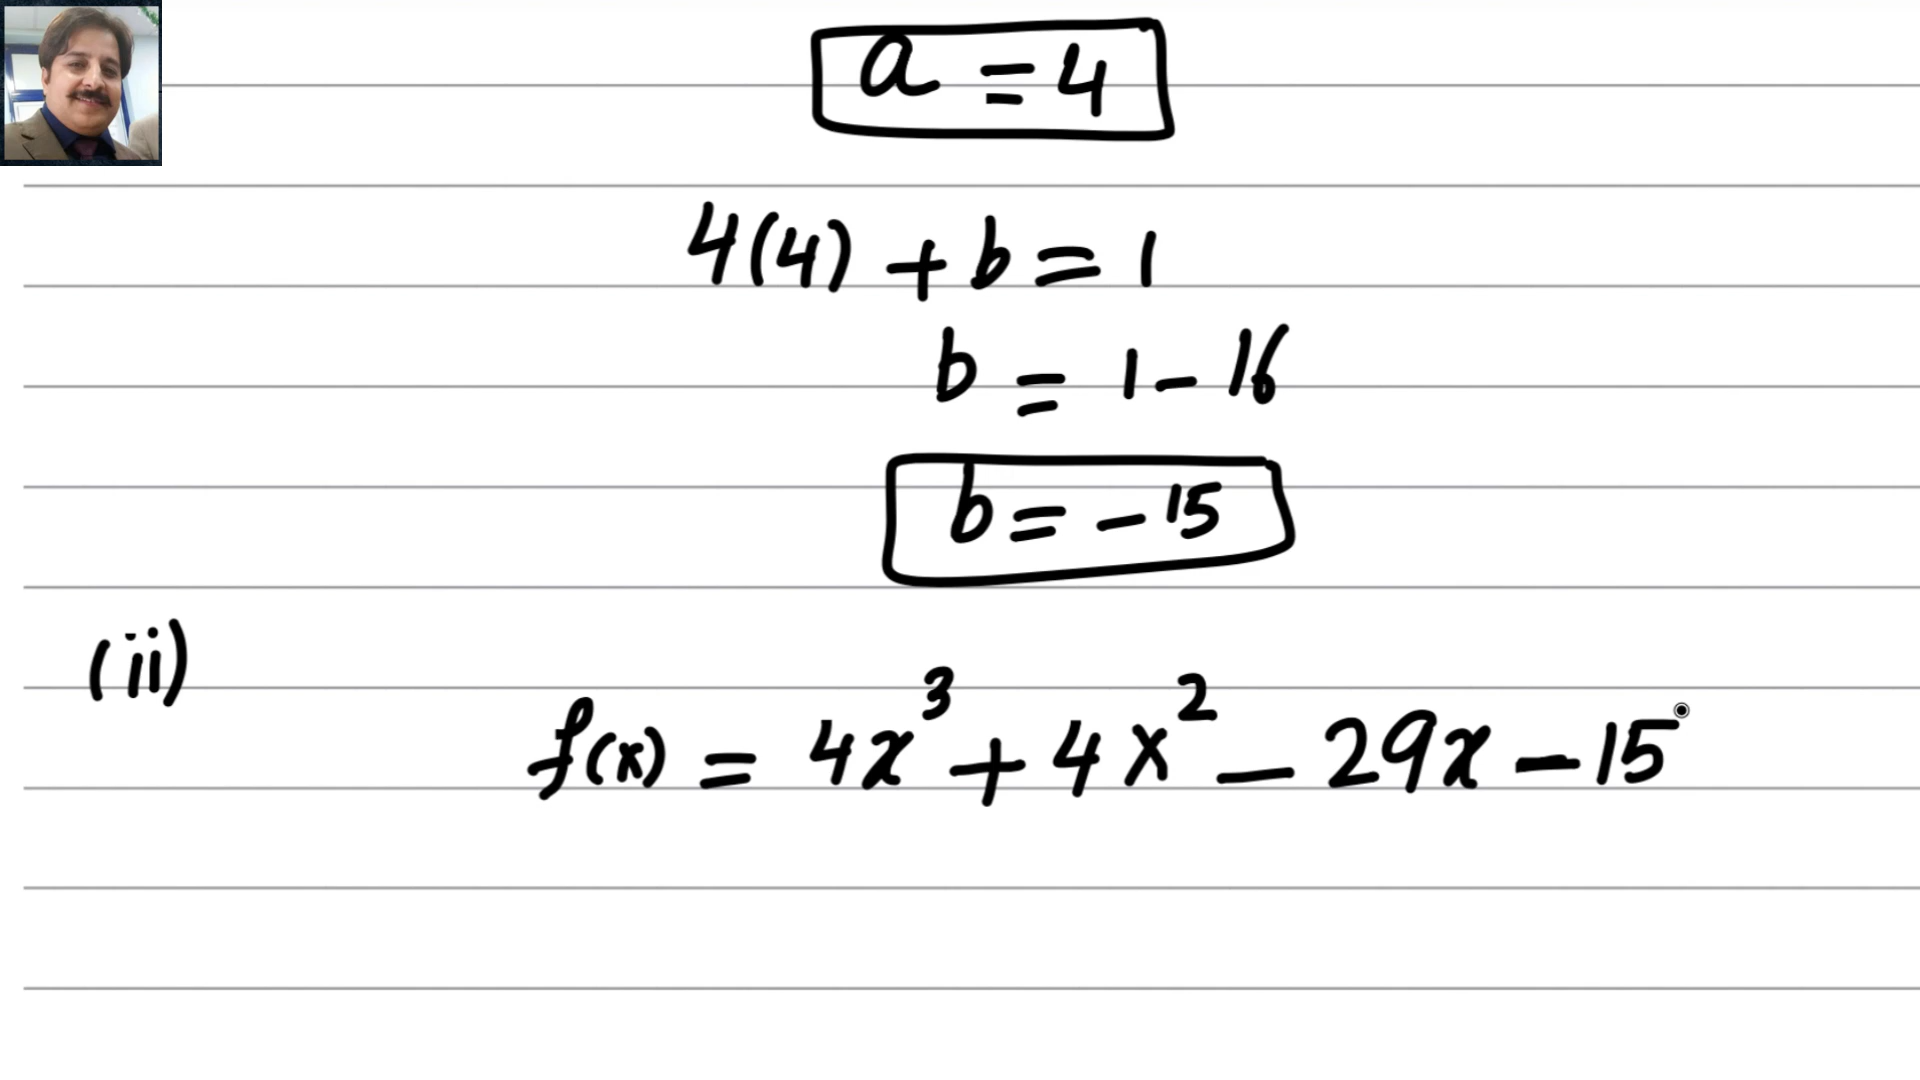 a = 4
4(4) + b = 1
b = 1 - 16
b = - 15
(ii)
f(x) = 4x³ + 4x² - 29x - 15